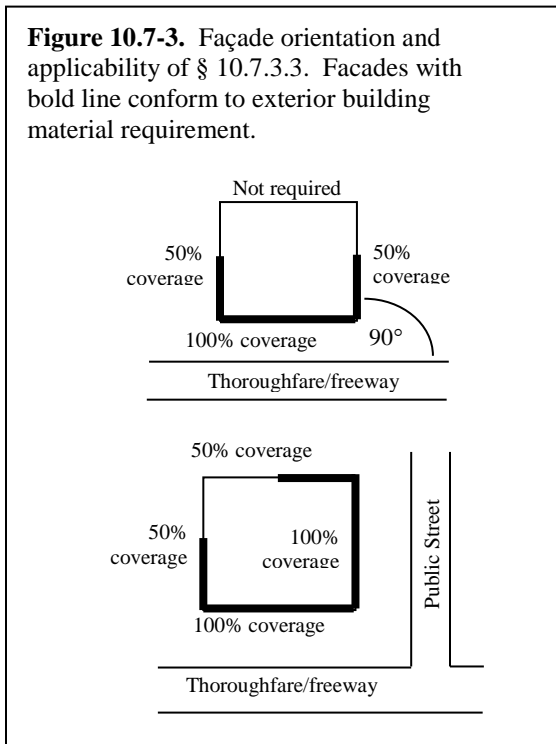 Figure 10.7-3. Façade orientation and
applicability of § 10.7.3.3. Facades with
bold line conform to exterior building
material requirement.
Not required
50%
coverage
50%
coverage
100% coverage
90°
Thoroughfare/freeway
50% coverage
50%
coverage
100%
coverage
Public Street
100% coverage
Thoroughfare/freeway